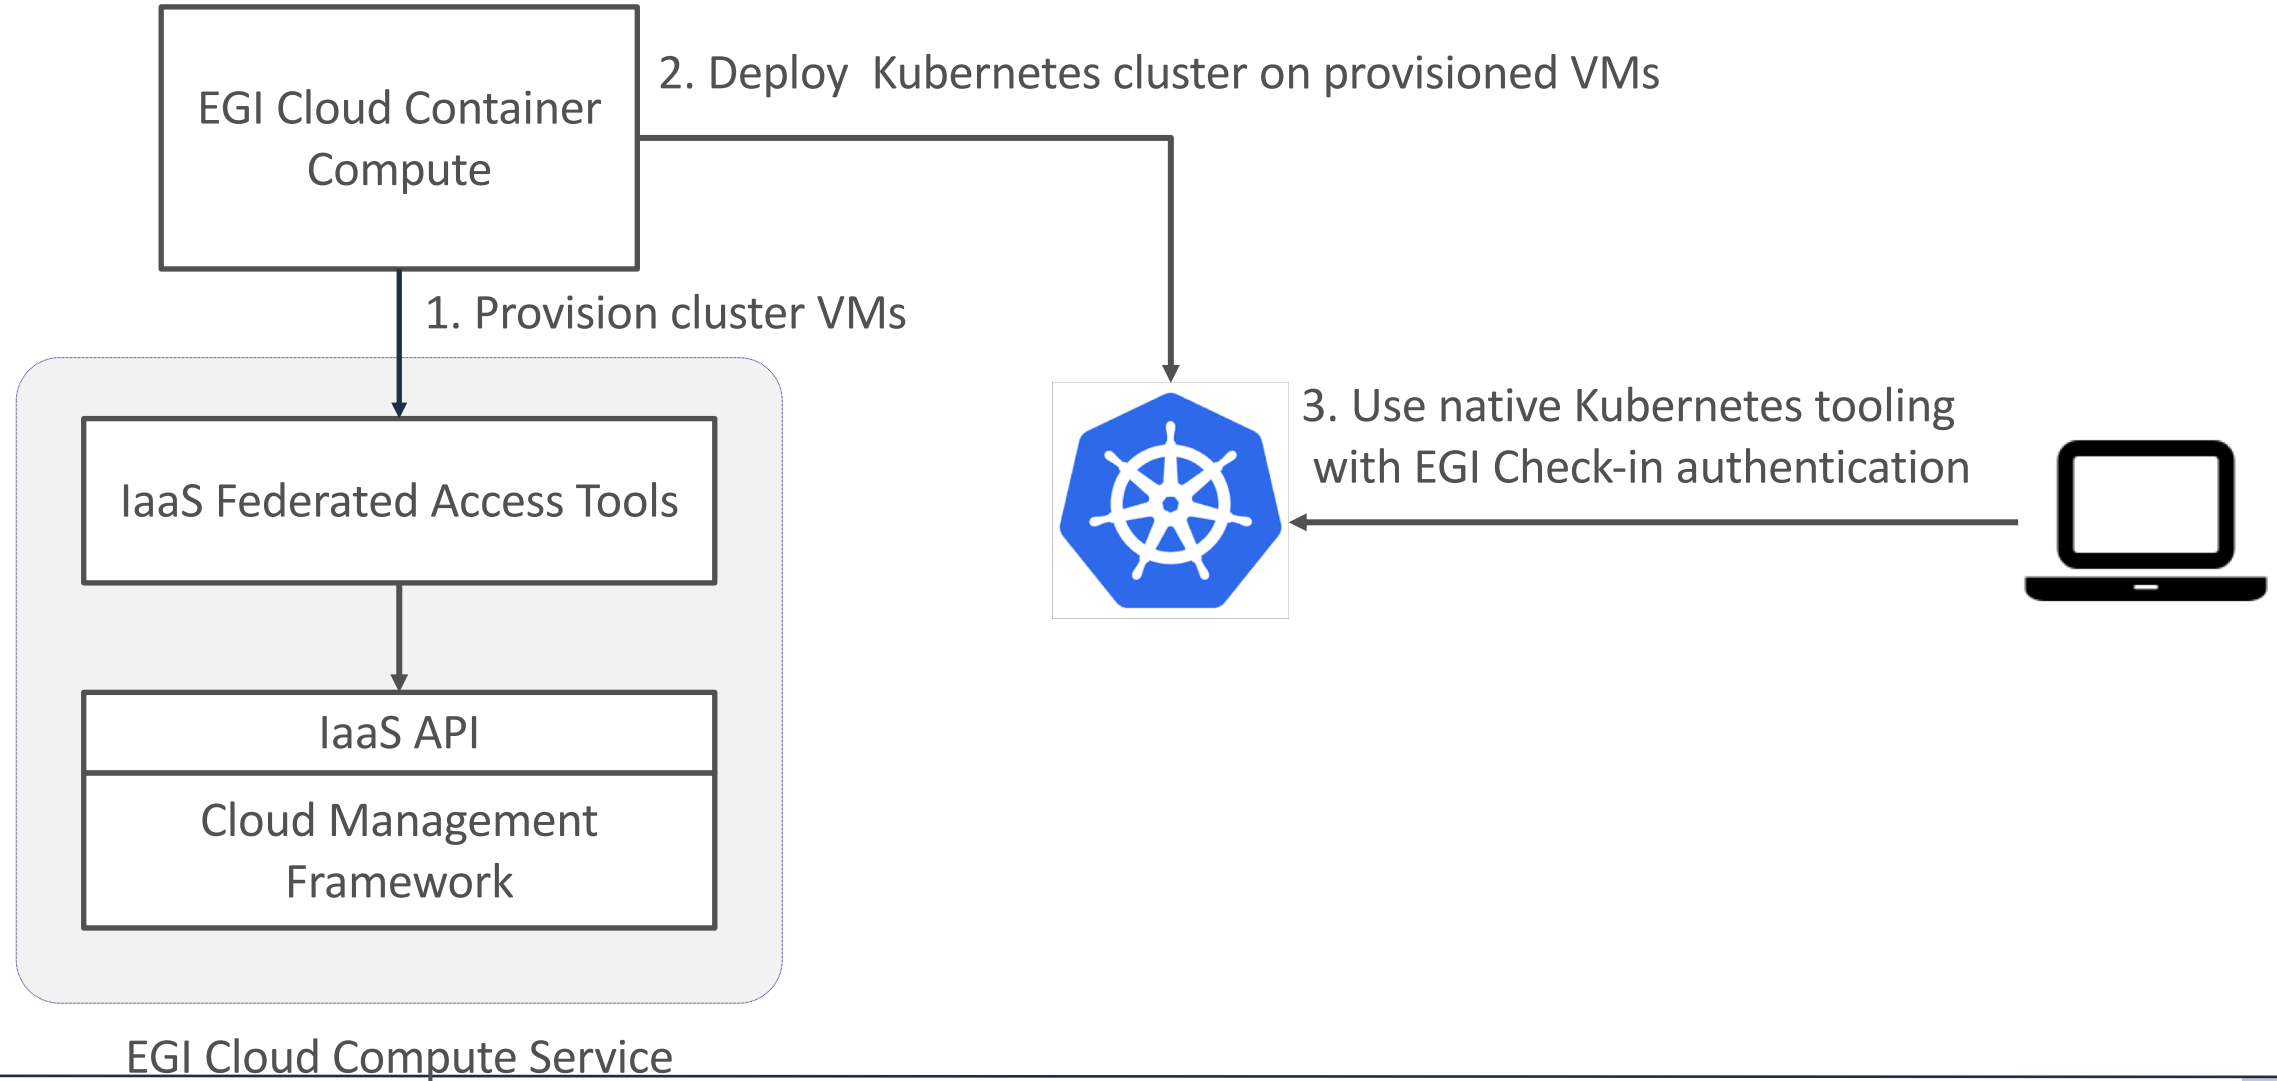 EGI Cloud Container
Compute
2. Deploy  Kubernetes cluster on provisioned VMs
1. Provision cluster VMs
3. Use native Kubernetes tooling
with EGI Check-in authentication
IaaS Federated Access Tools
IaaS API
Cloud Management
Framework
EGI Cloud Compute Service